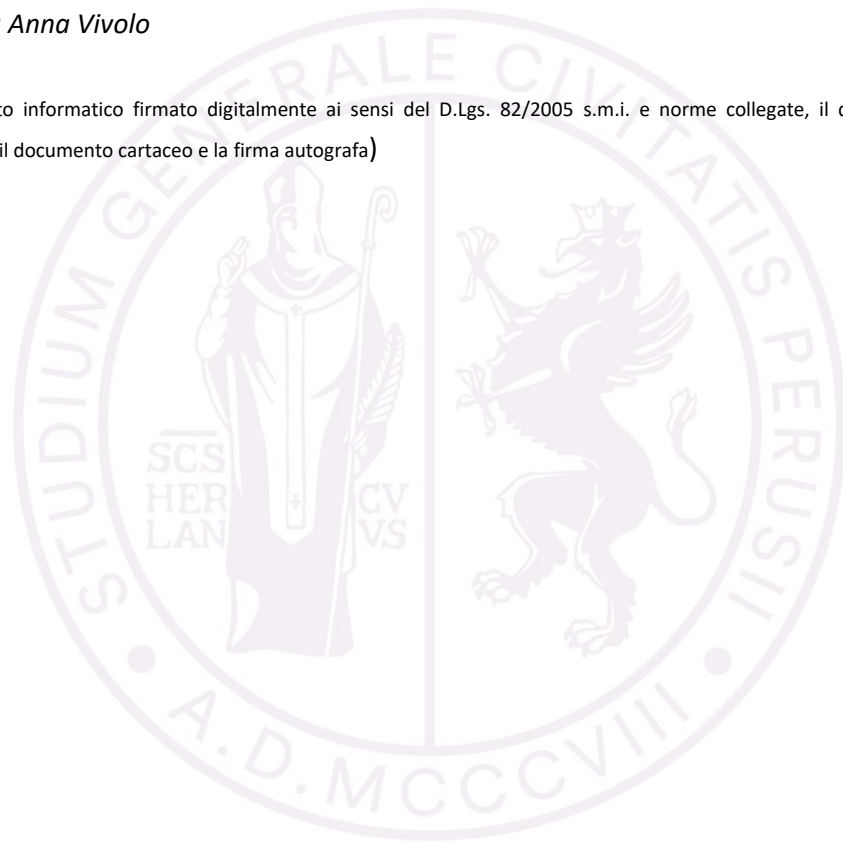 Anna Vivolo
to informatico firmato digitalmente ai sensi del D.Lgs. 82/2005 s.m.i. e norme collegate, il
il documento cartaceo e la firma autografa)
STUDIUM GENERALE CIVITATIS PERUSII
SCS
HER CV
LAN VS
A.D. MCCCVIII